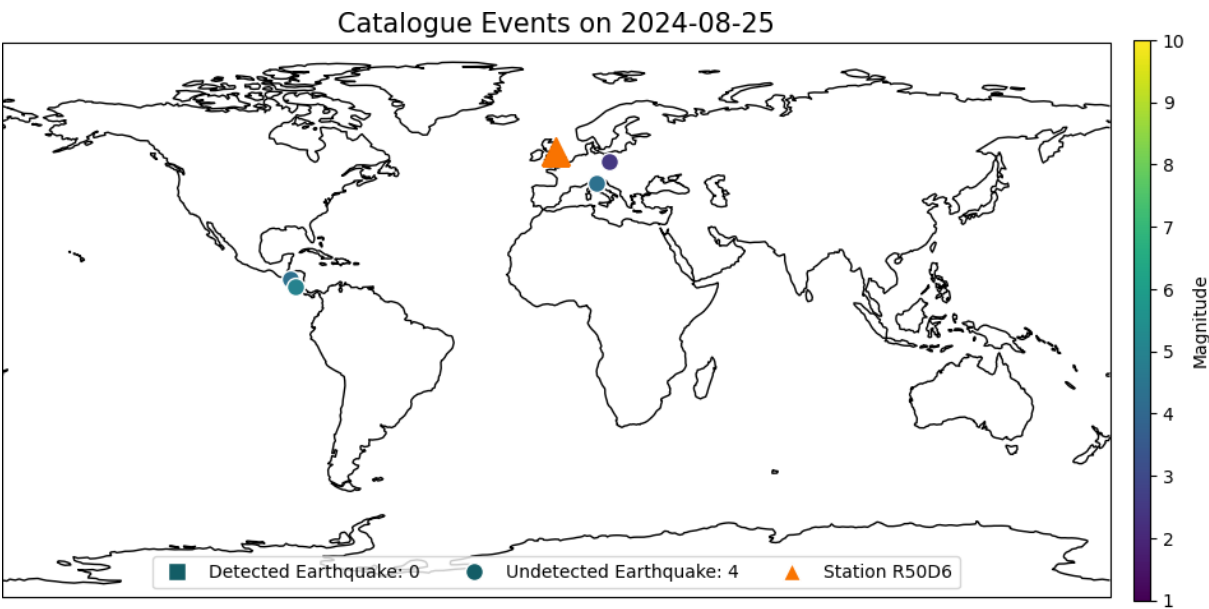 Catalogue Events on 2024-08-25
10
9
8
7
6
5
4
3
2
1
Magnitude
Detected Earthquake: 0
Undetected Earthquake: 4
Station R50D6